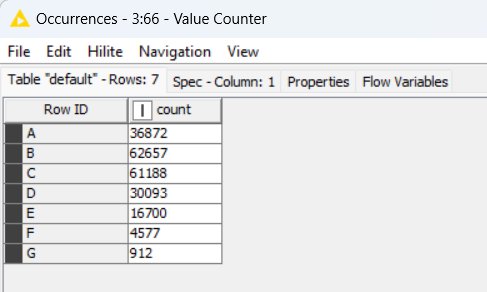 Occurrences - 3:66 - Value Counter
File Edit Hilite Navigation View
Table "default" - Rows: 7 Spec - Column: 1 Properties Flow Variables
Row ID I count
A 36872
B 62657
C 61188
D 30093
E 16700
F 4577
G 912